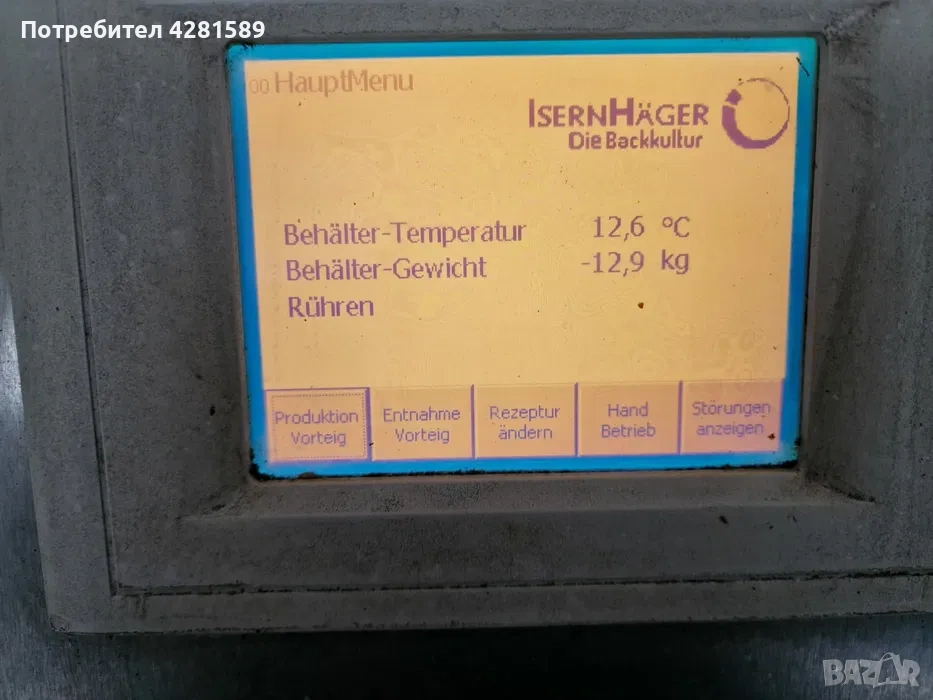 Потребител 4281589
00 HauptMenu
ISERNHÄGER
Die Backkultur
Behälter-Temperatur 12,6 °C
Behälter-Gewicht -12,9 kg
Rühren
Produktion Vorteig
Entnahme Vorteig
Rezeptur ändern
Hand Betrieb
Störungen anzeigen
BAZAR